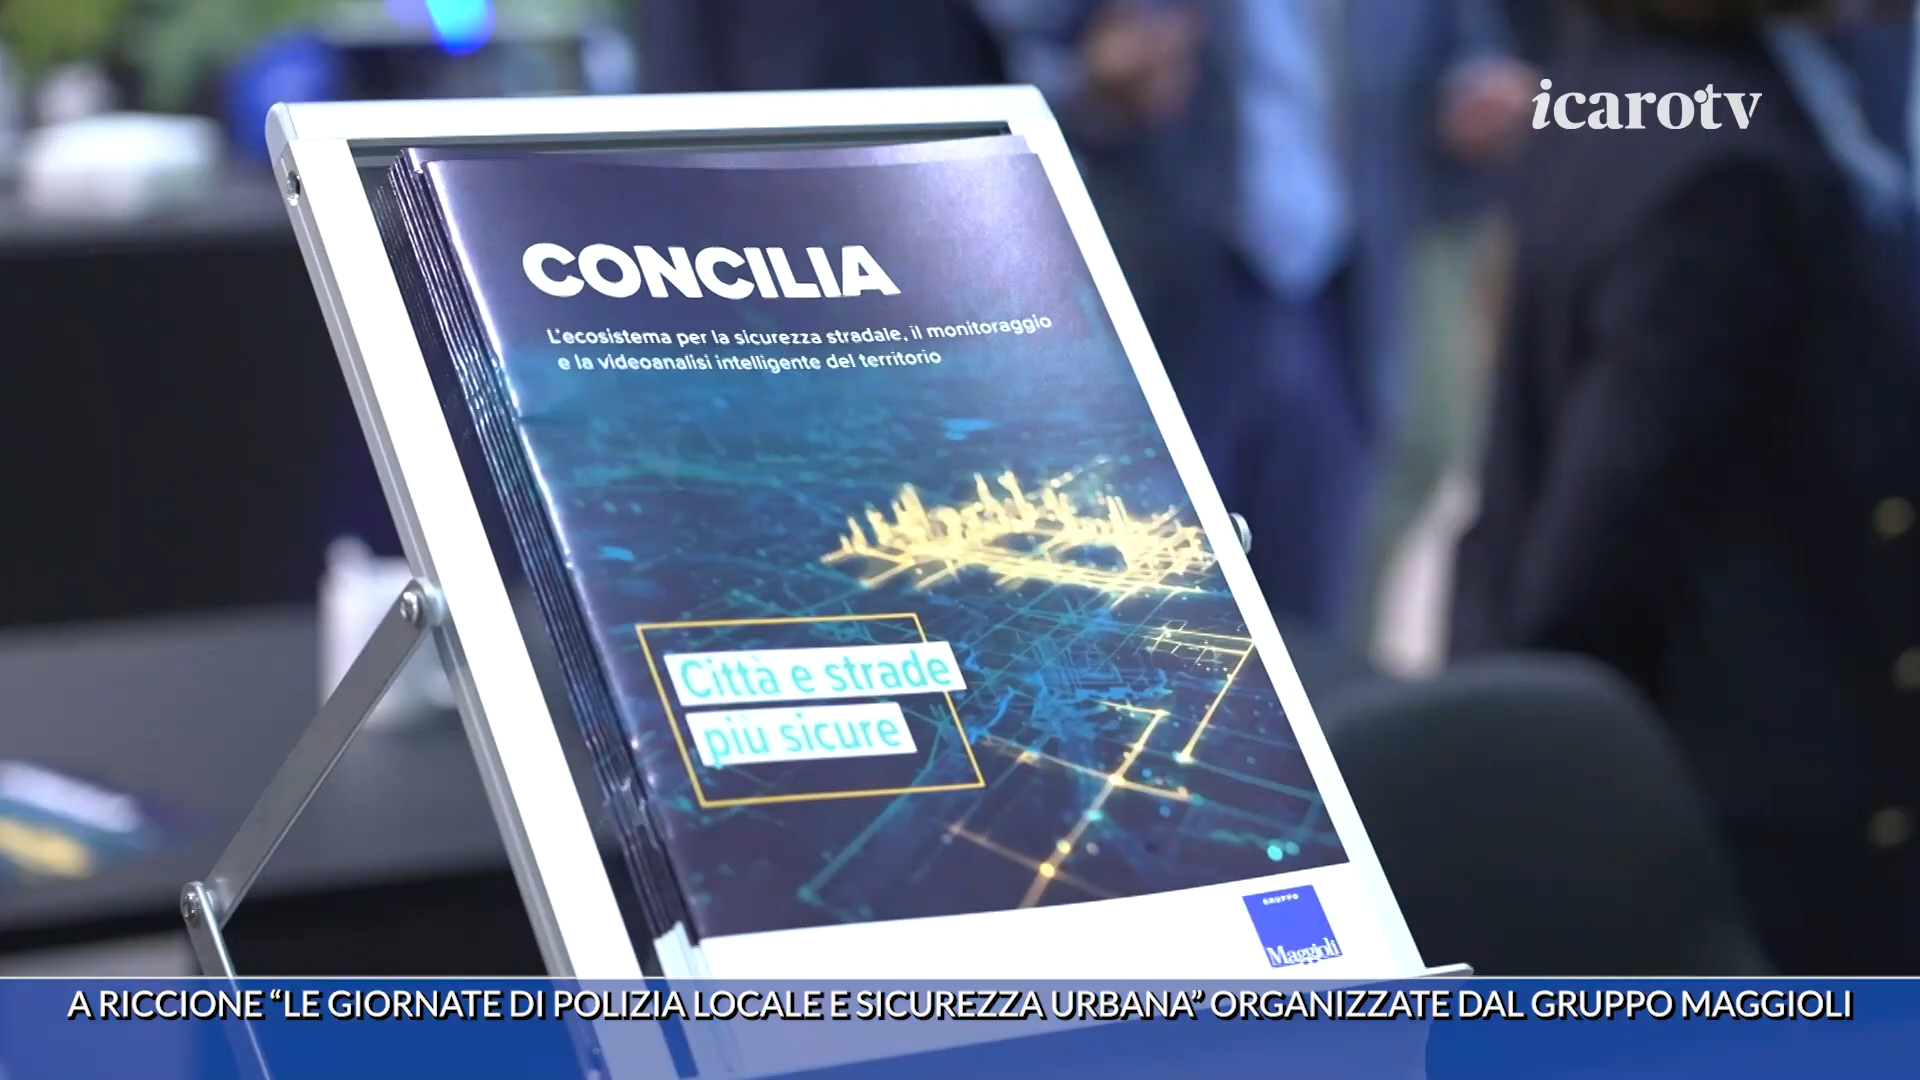 icarotv
CONCILIA
L'ecosistema per la sicurezza stradale, il monitoraggio
e la videoanalisi intelligente del territorio
Città e strade
più sicure
GRUPPO
Maggioli
A RICCIONE “LE GIORNATE DI POLIZIA LOCALE E SICUREZZA URBANA” ORGANIZZATE DAL GRUPPO MAGGIOLI